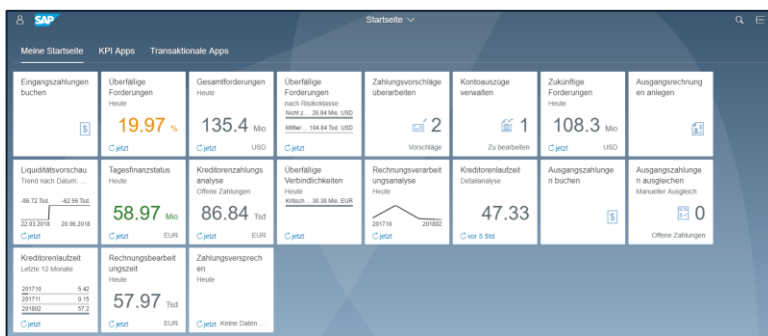 SAP
Startseite
Meine Startseite KPI Apps Transaktionale Apps
Eingangszahlungen
buchen
Überfällige
Forderungen
Heute
19.97 %
jetzt
Gesamtforderungen
Heute
135.4 Mio
jetzt USD
Überfällige
Forderungen
nach Risikoklasse
Nicht z... 26.94 Mio. USD
Mittler... 104.84 Tsd. USD
jetzt
Zahlungsvorschläge
überarbeiten
2
Vorschläge
Kontoauszüge
verwalten
1
Zu bearbeiten
Zukünftige
Forderungen
Heute
108.3 Mio
jetzt USD
Ausgangsrechnung
en anlegen
Liquiditätsvorschau
Trend nach Datum: ...
-86.72 Tsd. -62.56 Tsd.
22.03.2018 20.06.2018
jetzt
Tagesfinanzstatus
Heute
58.97 Mio
jetzt EUR
Kreditorenzahlungs
analyse
Offene Zahlungen
86.84 Tsd
jetzt EUR
Überfällige
Verbindlichkeiten
Heute
Kritisch ...30.38 Mio. EUR
jetzt
Rechnungsverarbeit
ungsanalyse
Heute
201710 201802
jetzt
Kreditorenlaufzeit
Detailanalyse
47.33
vor 5 Std.
Ausgangszahlunge
n buchen
Ausgangszahlunge
n ausgleichen
Manueller Ausgleich
0
Offene Zahlungen
Kreditorenlaufzeit
Letzte 12 Monate
201710 5.42
201711 0.15
201802 57.2
jetzt
Rechnungsbearbeit
ungszeit
Heute
57.97 Tsd
jetzt EUR
Zahlungsversprech
en
Heute
jetzt Keine Daten ...